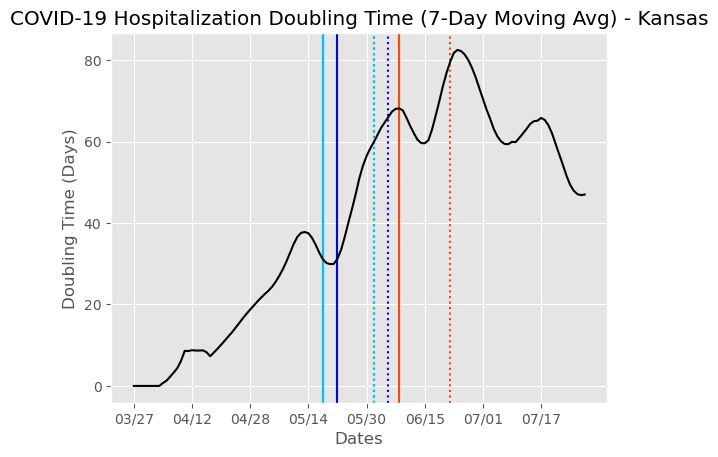 COVID-19 Hospitalization Doubling Time (7-Day Moving Avg) - Kansas
Doubling Time (Days)
80
60
40
20
0
03/27 04/12 04/28 05/14 05/30 06/15 07/01 07/17
Dates